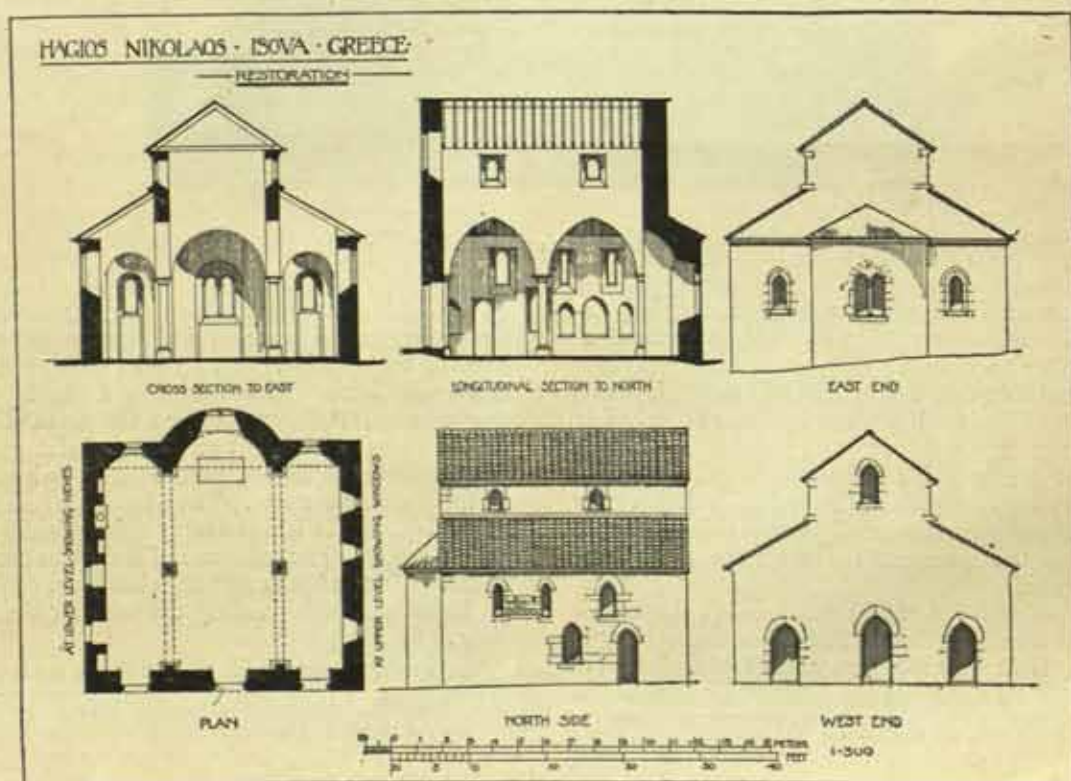 HAGIOS NIKOLAOS · ISOVA · GREECE·
RESTORATION
CROSS SECTION TO EAST
LONGITUDINAL SECTION TO NORTH
EAST END
AT LOWER LEVEL SHOWING NICHES
AT UPPER LEVEL SHOWING WINDOWS
PLAN
NORTH SIDE
WEST END
METERS
FEET
1-300